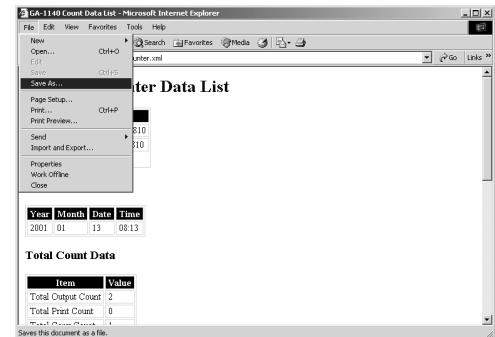 GA-1140 Count Data List - Microsoft Internet Explorer
File Edit View Favorites Tools Help
New
Open... Ctrl+O
Edit
Save Ctrl+S
Save As...
Page Setup...
Print... Ctrl+P
Print Preview...
Send
Import and Export...
Properties
Work Offline
Close
Search Favorites Media
unter.xml Go Links »
ter Data List
810
810
Year Month Date Time
2001 01 13 08:13
Total Count Data
Item Value
Total Output Count 2
Total Print Count 0
Saves this document as a file.